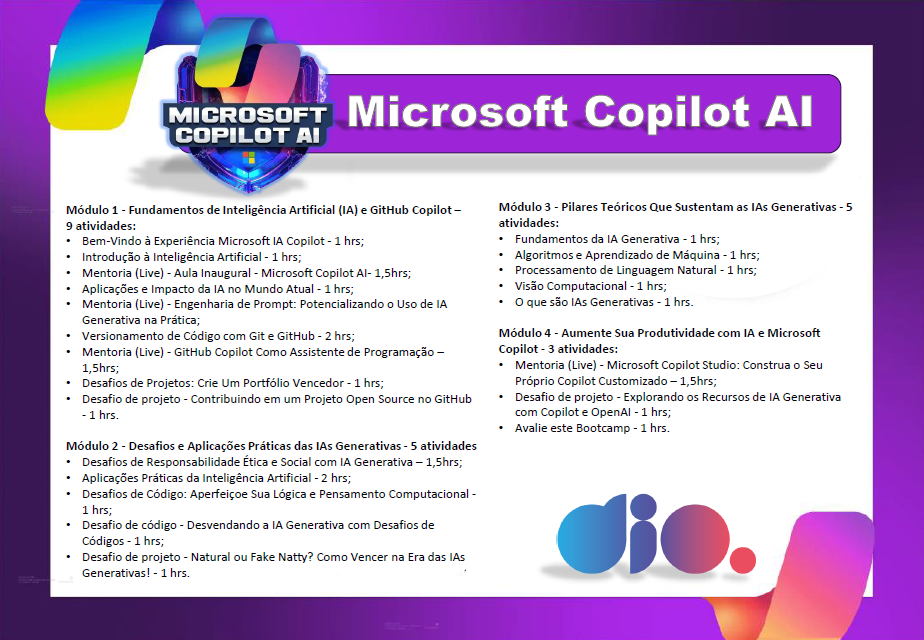 MICROSOFT
COPILOT AI
Microsoft Copilot AI
Módulo 1 - Fundamentos de Inteligência Artificial (IA) e GitHub Copilot –
9 atividades:
• Bem-Vindo à Experiência Microsoft IA Copilot - 1 hrs;
• Introdução à Inteligência Artificial - 1 hrs;
• Mentoria (Live) - Aula Inaugural - Microsoft Copilot AI- 1,5hrs;
• Aplicações e Impacto da IA no Mundo Atual - 1 hrs;
• Mentoria (Live) - Engenharia de Prompt: Potencializando o Uso de IA
Generativa na Prática;
• Versionamento de Código com Git e GitHub - 2 hrs;
• Mentoria (Live) - GitHub Copilot Como Assistente de Programação –
1,5hrs;
• Desafios de Projetos: Crie Um Portfólio Vencedor - 1 hrs;
• Desafio de projeto - Contribuindo em um Projeto Open Source no GitHub
- 1 hrs.
Módulo 2 - Desafios e Aplicações Práticas das IAs Generativas - 5 atividades
• Desafios de Responsabilidade Ética e Social com IA Generativa – 1,5hrs;
• Aplicações Práticas da Inteligência Artificial - 2 hrs;
• Desafios de Código: Aperfeiçoe Sua Lógica e Pensamento Computacional -
1 hrs;
• Desafio de código - Desvendando a IA Generativa com Desafios de
Códigos - 1 hrs;
• Desafio de projeto - Natural ou Fake Natty? Como Vencer na Era das IAs
Generativas! - 1 hrs.
Módulo 3 - Pilares Teóricos Que Sustentam as IAs Generativas - 5
atividades:
• Fundamentos da IA Generativa - 1 hrs;
• Algoritmos e Aprendizado de Máquina - 1 hrs;
• Processamento de Linguagem Natural - 1 hrs;
• Visão Computacional - 1 hrs;
• O que são IAs Generativas - 1 hrs.
Módulo 4 - Aumente Sua Produtividade com IA e Microsoft
Copilot - 3 atividades:
• Mentoria (Live) - Microsoft Copilot Studio: Construa o Seu
Próprio Copilot Customizado – 1,5hrs;
• Desafio de projeto - Explorando os Recursos de IA Generativa
com Copilot e OpenAI - 1 hrs;
• Avalie este Bootcamp - 1 hrs.
dio.